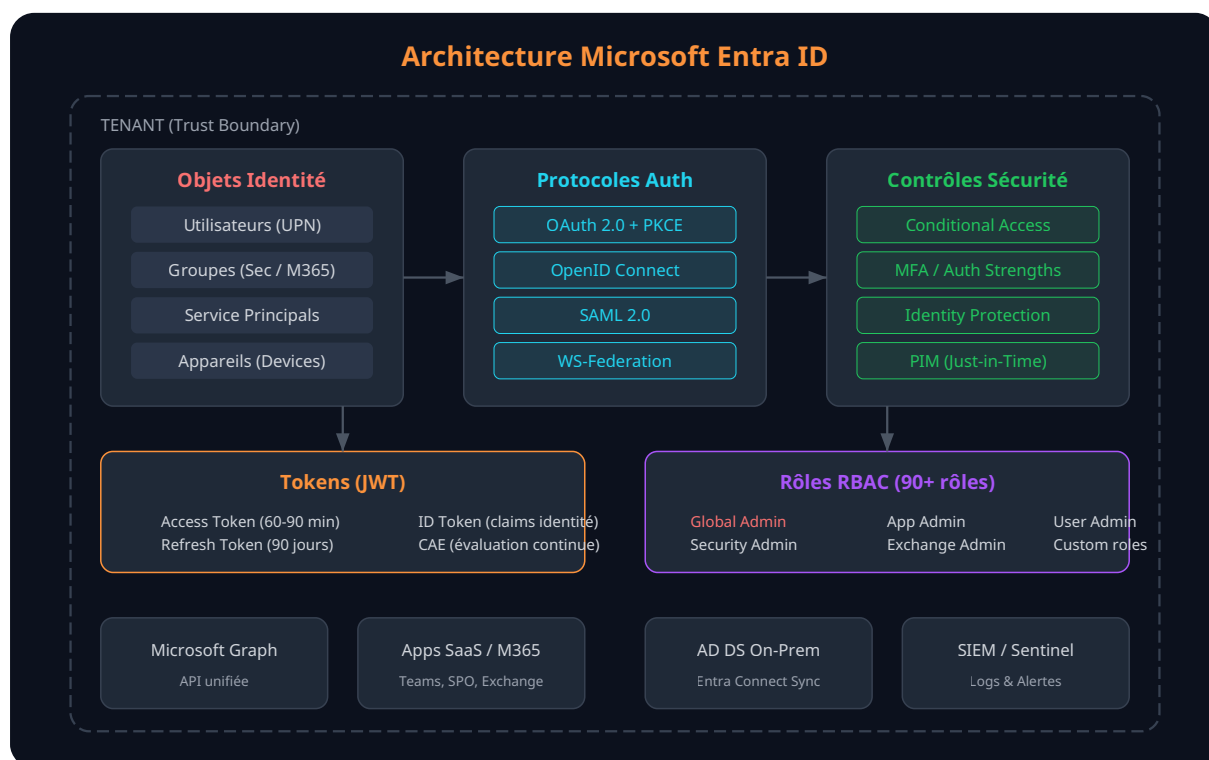 Architecture Microsoft Entra ID
TENANT (Trust Boundary)
Objets Identité
Utilisateurs (UPN)
Groupes (Sec / M365)
Service Principals
Appareils (Devices)
Protocoles Auth
OAuth 2.0 + PKCE
OpenID Connect
SAML 2.0
WS-Federation
Contrôles Sécurité
Conditional Access
MFA / Auth Strengths
Identity Protection
PIM (Just-in-Time)
Tokens (JWT)
Access Token (60-90 min)
ID Token (claims identité)
Refresh Token (90 jours)
CAE (évaluation continue)
Rôles RBAC (90+ rôles)
Global Admin
App Admin
User Admin
Security Admin
Exchange Admin
Custom roles
Microsoft Graph
API unifiée
Apps SaaS / M365
Teams, SPO, Exchange
AD DS On-Prem
Entra Connect Sync
SIEM / Sentinel
Logs & Alertes